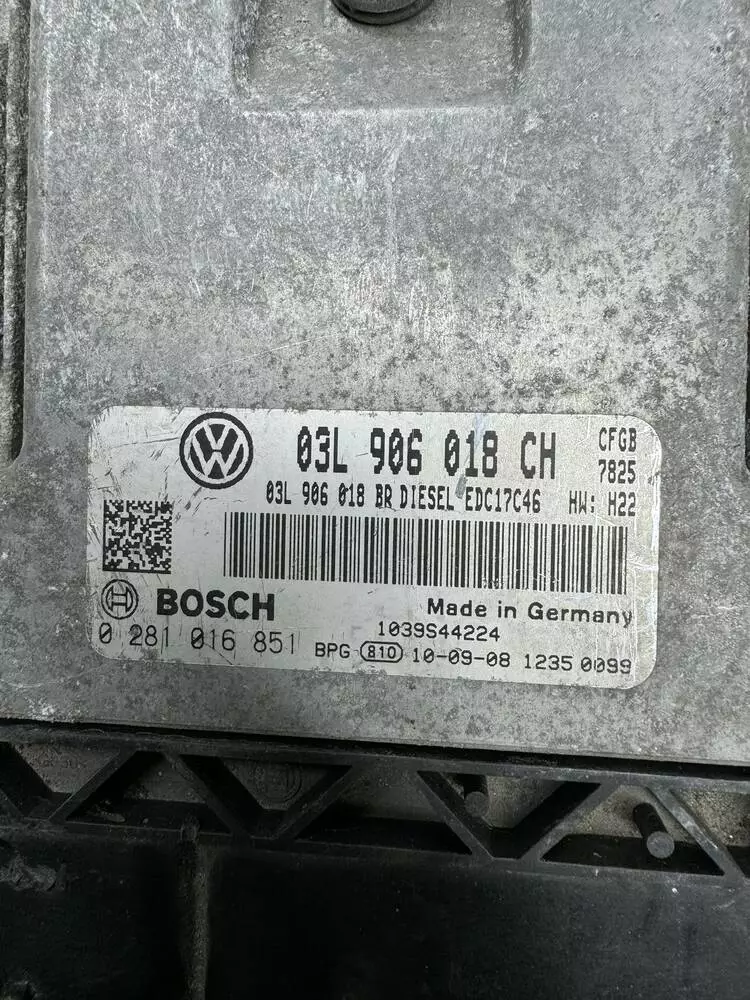 03L 906 018 CH
CFGB
7825
03L 906 018 BR DIESEL EDC17C46 HW: H22
BOSCH
Made in Germany
1039S44224
0 281 016 851
BPG 810 10-09-08 1235 0099